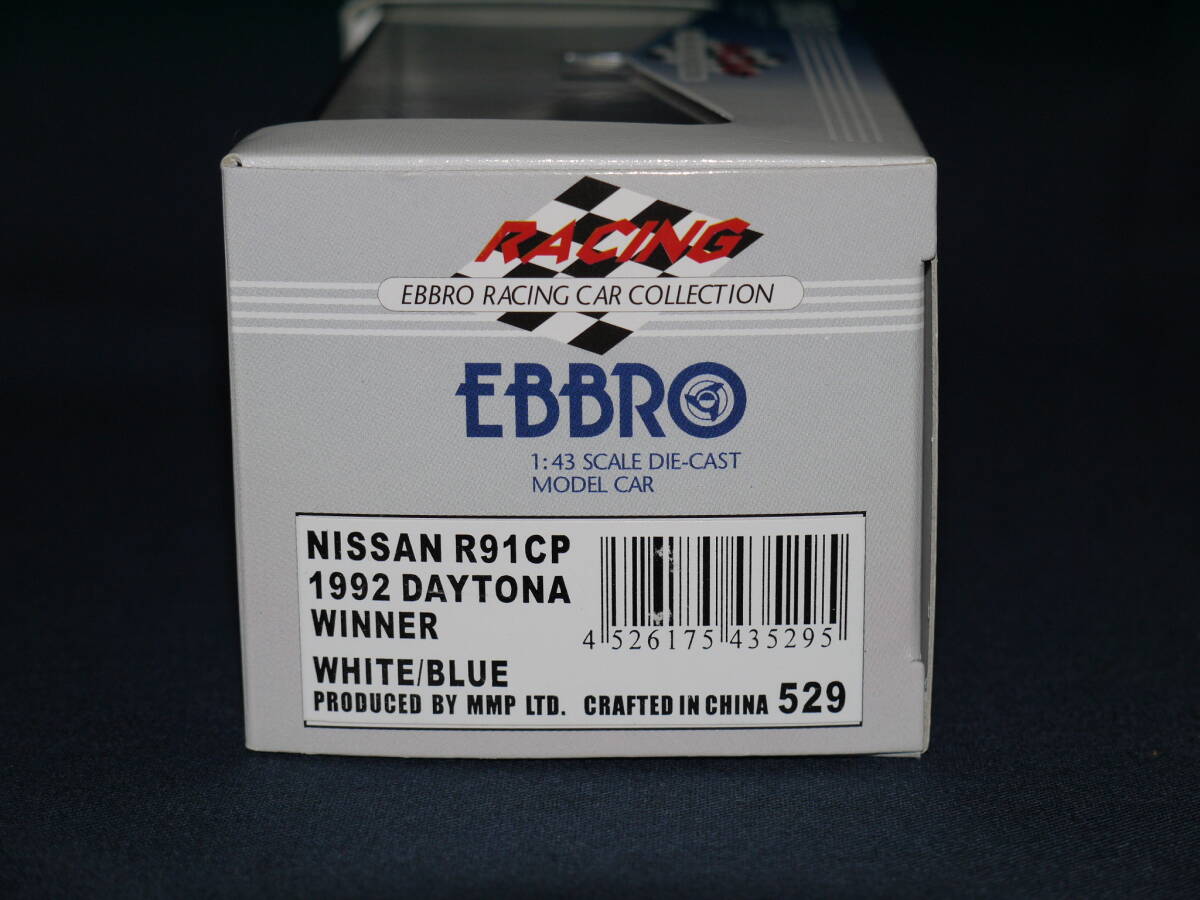 RACING
EBBRO RACING CAR COLLECTION
EBBRO
1:43 SCALE DIE-CAST
MODEL CAR
NISSAN R91CP
1992 DAYTONA
WINNER
WHITE/BLUE
4 526175 435295
PRODUCED BY MMP LTD. CRAFTED IN CHINA 529